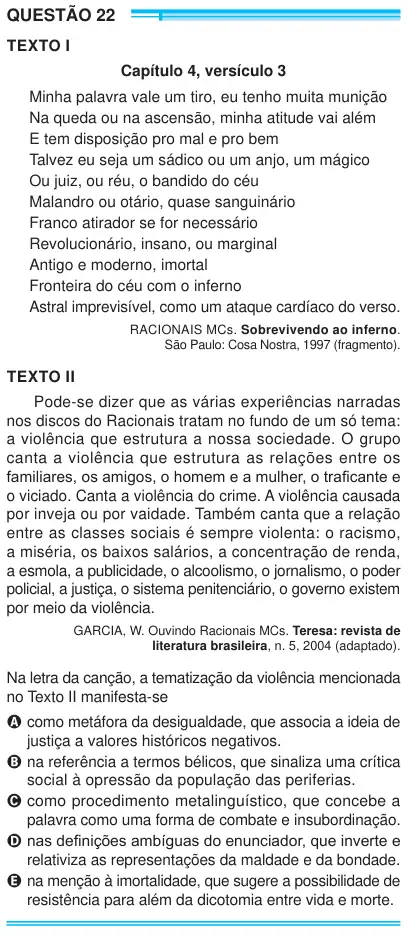 QUESTÃO 22
TEXTO I
Capítulo 4, versículo 3
Minha palavra vale um tiro, eu tenho muita munição
Na queda ou na ascensão, minha atitude vai além
E tem disposição pro mal e pro bem
Talvez eu seja um sádico ou um anjo, um mágico
Ou juiz, ou réu, o bandido do céu
Malandro ou otário, quase sanguinário
Franco atirador se for necessário
Revolucionário, insano, ou marginal
Antigo e moderno, imortal
Fronteira do céu com o inferno
Astral imprevisível, como um ataque cardíaco do verso.
RACIONAIS MCs. Sobrevivendo ao inferno.
São Paulo: Cosa Nostra, 1997 (fragmento).
TEXTO II
Pode-se dizer que as várias experiências narradas
nos discos do Racionais tratam no fundo de um só tema:
a violência que estrutura a nossa sociedade. O grupo
canta a violência que estrutura as relações entre os
familiares, os amigos, o homem e a mulher, o traficante e
o viciado. Canta a violência do crime. A violência causada
por inveja ou por vaidade. Também canta que a relação
entre as classes sociais é sempre violenta: o racismo,
a miséria, os baixos salários, a concentração de renda,
a esmola, a publicidade, o alcoolismo, o jornalismo, o poder
policial, a justiça, o sistema penitenciário, o governo existem
por meio da violência.
GARCIA, W. Ouvindo Racionais MCs. Teresa: revista de
literatura brasileira, n. 5, 2004 (adaptado).
Na letra da canção, a tematização da violência mencionada
no Texto II manifesta-se
A como metáfora da desigualdade, que associa a ideia de
justiça a valores históricos negativos.
B na referência a termos bélicos, que sinaliza uma crítica
social à opressão da população das periferias.
C como procedimento metalinguístico, que concebe a
palavra como uma forma de combate e insubordinação.
D nas definições ambíguas do enunciador, que inverte e
relativiza as representações da maldade e da bondade.
E na menção à imortalidade, que sugere a possibilidade de
resistência para além da dicotomia entre vida e morte.